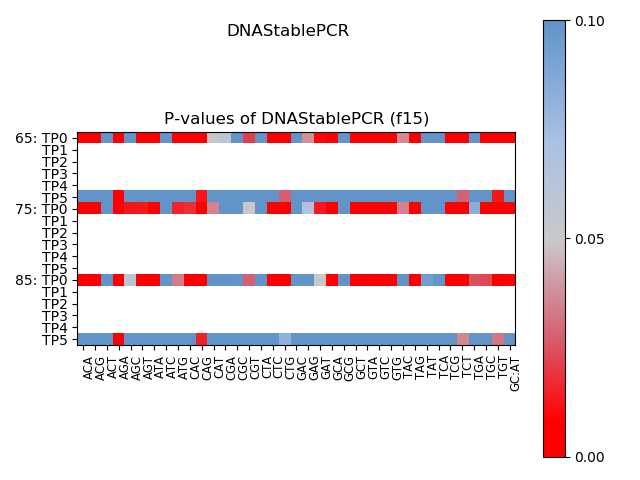 DNAStablePCR
P-values of DNAStablePCR (f15)
65: TP0
TP1
TP2
TP3
TP4
TP5
75: TP0
TP1
TP2
TP3
TP4
TP5
85: TP0
TP1
TP2
TP3
TP4
TP5
ACA ACG ACT AGA AGC AGT ATA ATC ATG CAC CAG CAT CGA CGC CGT CTA CTC CTG GAC GAG GAT GCA GCG GCT GTA GTC GTG TAC TAG TAT TCA TCG TCT TGA TGC TGT GC:AT
0.10
0.05
0.00